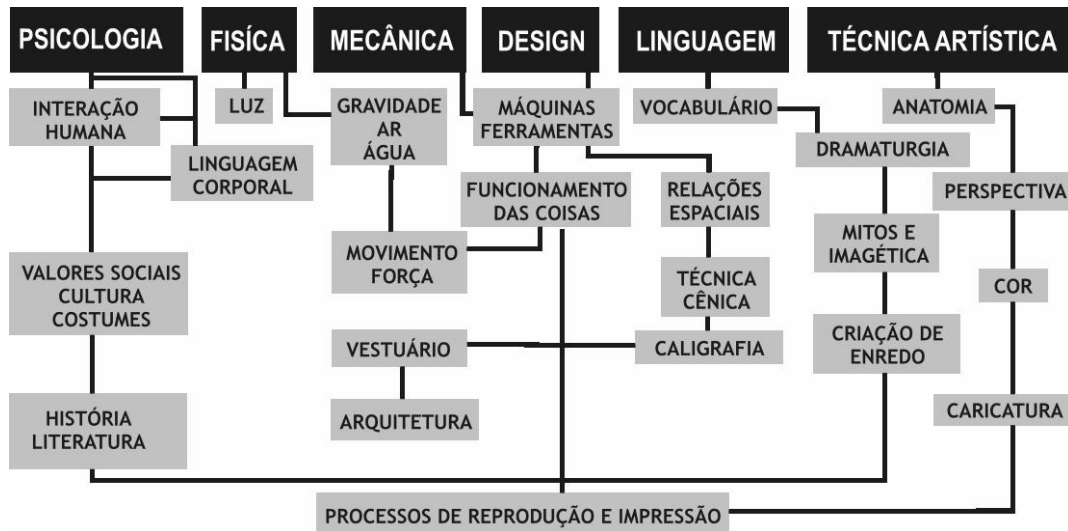 PSICOLOGIA
FISÍCA
MECÂNICA
DESIGN
LINGUAGEM
TÉCNICA ARTÍSTICA
INTERAÇÃO
HUMANA
LUZ
GRAVIDADE
AR
ÁGUA
MÁQUINAS
FERRAMENTAS
VOCABULÁRIO
ANATOMIA
LINGUAGEM
CORPORAL
DRAMATURGIA
FUNCIONAMENTO
DAS COISAS
RELAÇÕES
ESPACIAIS
PERSPECTIVA
MOVIMENTO
FORÇA
MITOS E
IMAGÉTICA
VALORES SOCIAIS
CULTURA
COSTUMES
TÉCNICA
CÊNICA
COR
VESTUÁRIO
CALIGRAFIA
CRIAÇÃO DE
ENREDO
ARQUITETURA
CARICATURA
HISTÓRIA
LITERATURA
PROCESSOS DE REPRODUÇÃO E IMPRESSÃO